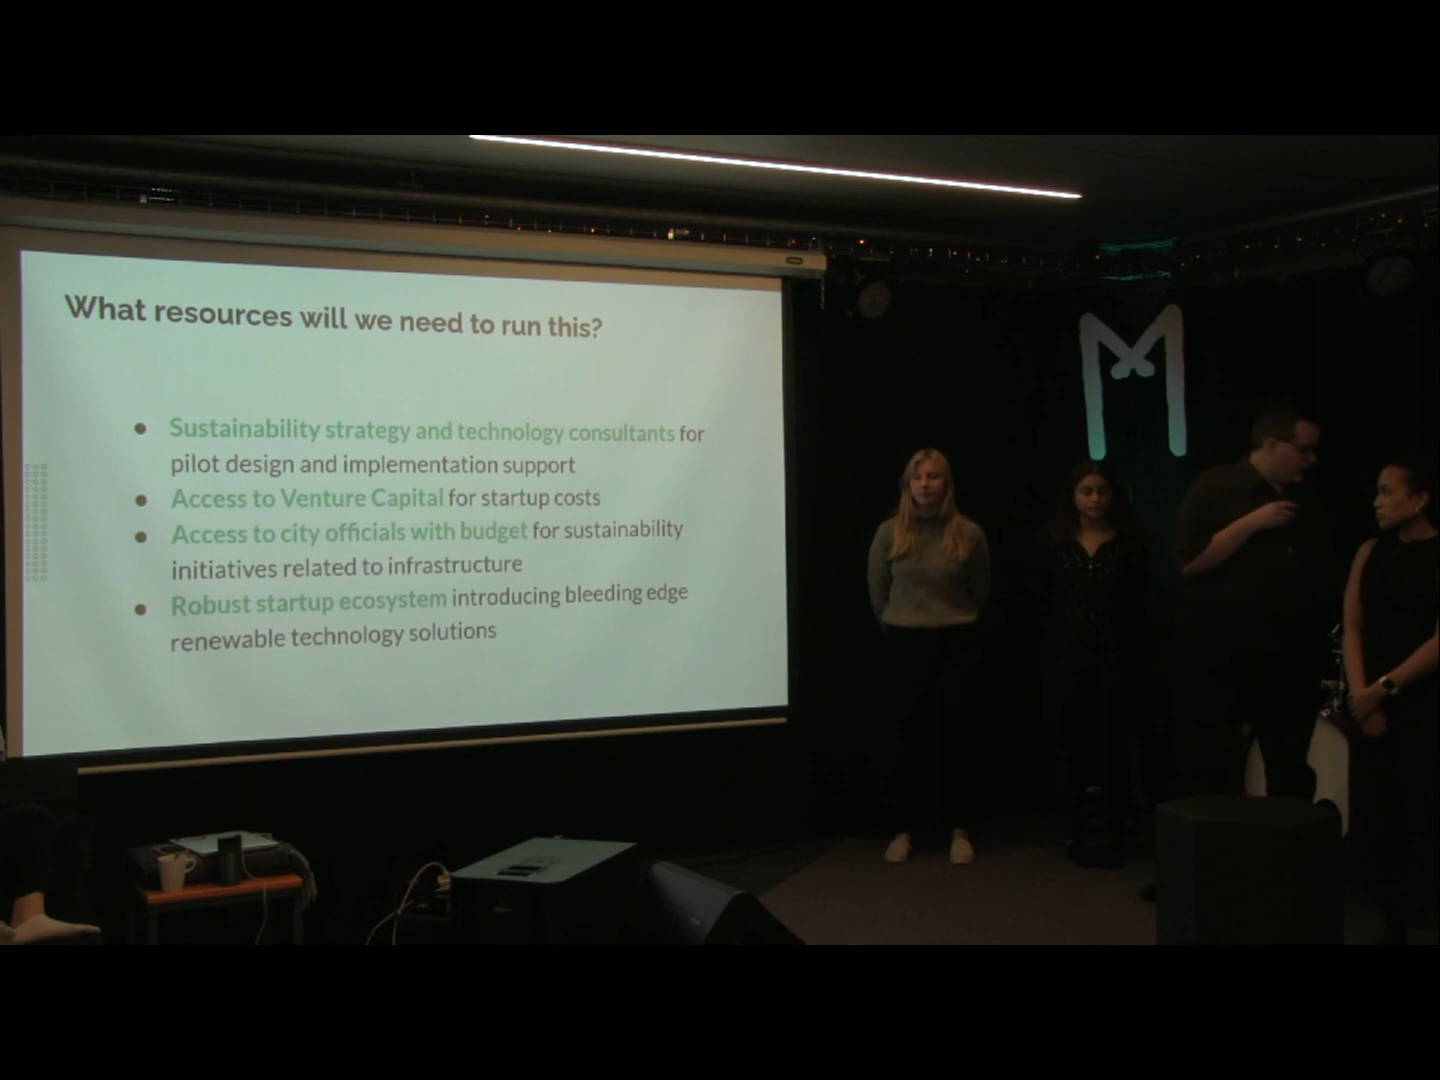 What resources will we need to run this?
● Sustainability strategy and technology consultants for
pilot design and implementation support
● Access to Venture Capital for startup costs
● Access to city officials with budget for sustainability
initiatives related to infrastructure
● Robust startup ecosystem introducing bleeding edge
renewable technology solutions
M